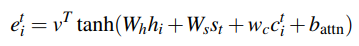 e_i^t = v^T tanh(W_h h_i + W_s s_t + w_c c_i^t + b_attn)